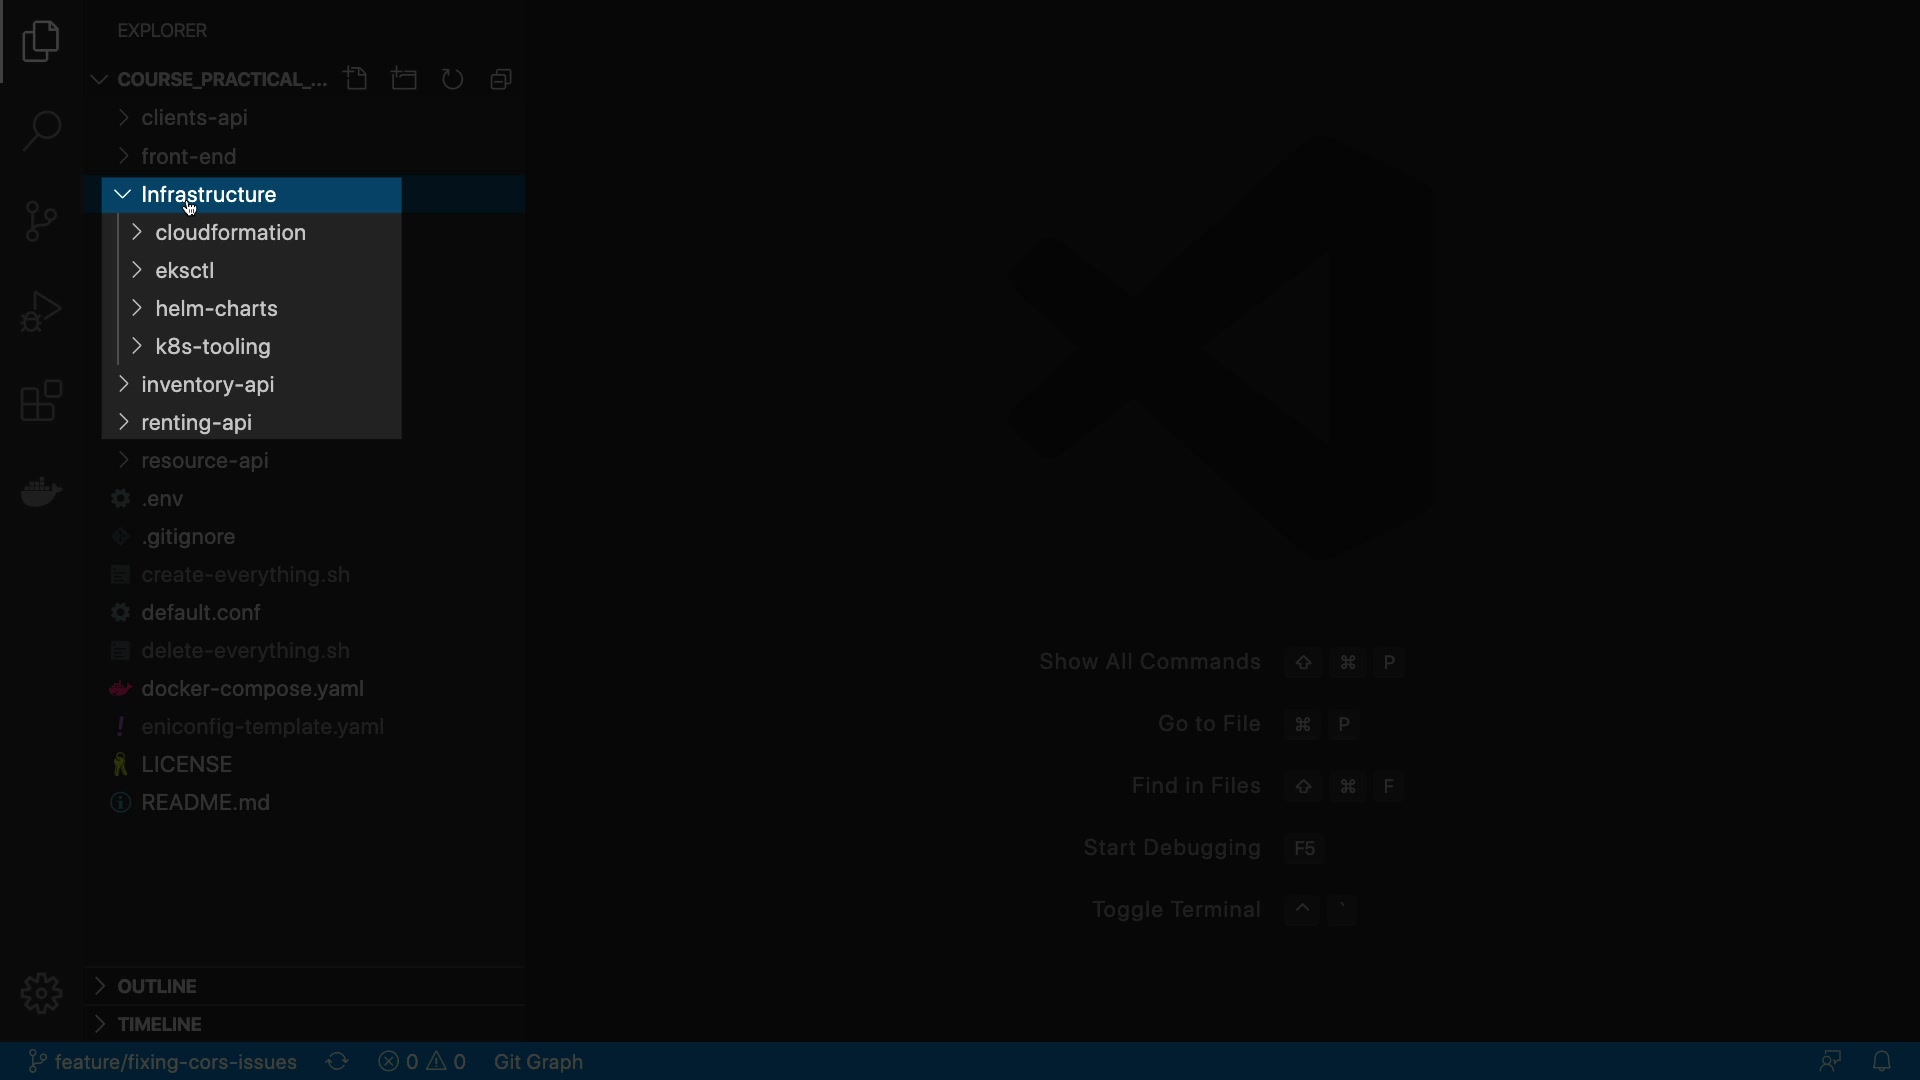 EXPLORER
COURSE_PRACTICAL_...
clients-api
front-end
Infrastructure
cloudformation
eksctl
helm-charts
k8s-tooling
inventory-api
renting-api
resource-api
.env
.gitignore
create-everything.sh
default.conf
delete-everything.sh
docker-compose.yaml
! eniconfig-template.yaml
LICENSE
README.md
Show All Commands ⇧ ⌘ P
Go to File ⌘ P
Find in Files ⇧ ⌘ F
Start Debugging F5
Toggle Terminal ^ `
OUTLINE
TIMELINE
feature/fixing-cors-issues 0 0 Git Graph